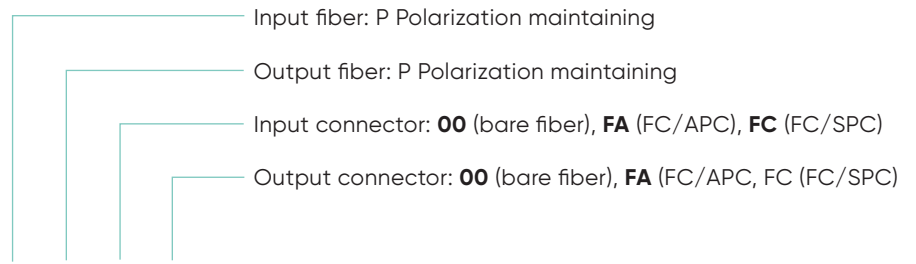 Input fiber: P Polarization maintaining
Output fiber: P Polarization maintaining
Input connector: 00 (bare fiber), FA (FC/APC), FC (FC/SPC)
Output connector: 00 (bare fiber), FA (FC/APC, FC (FC/SPC)